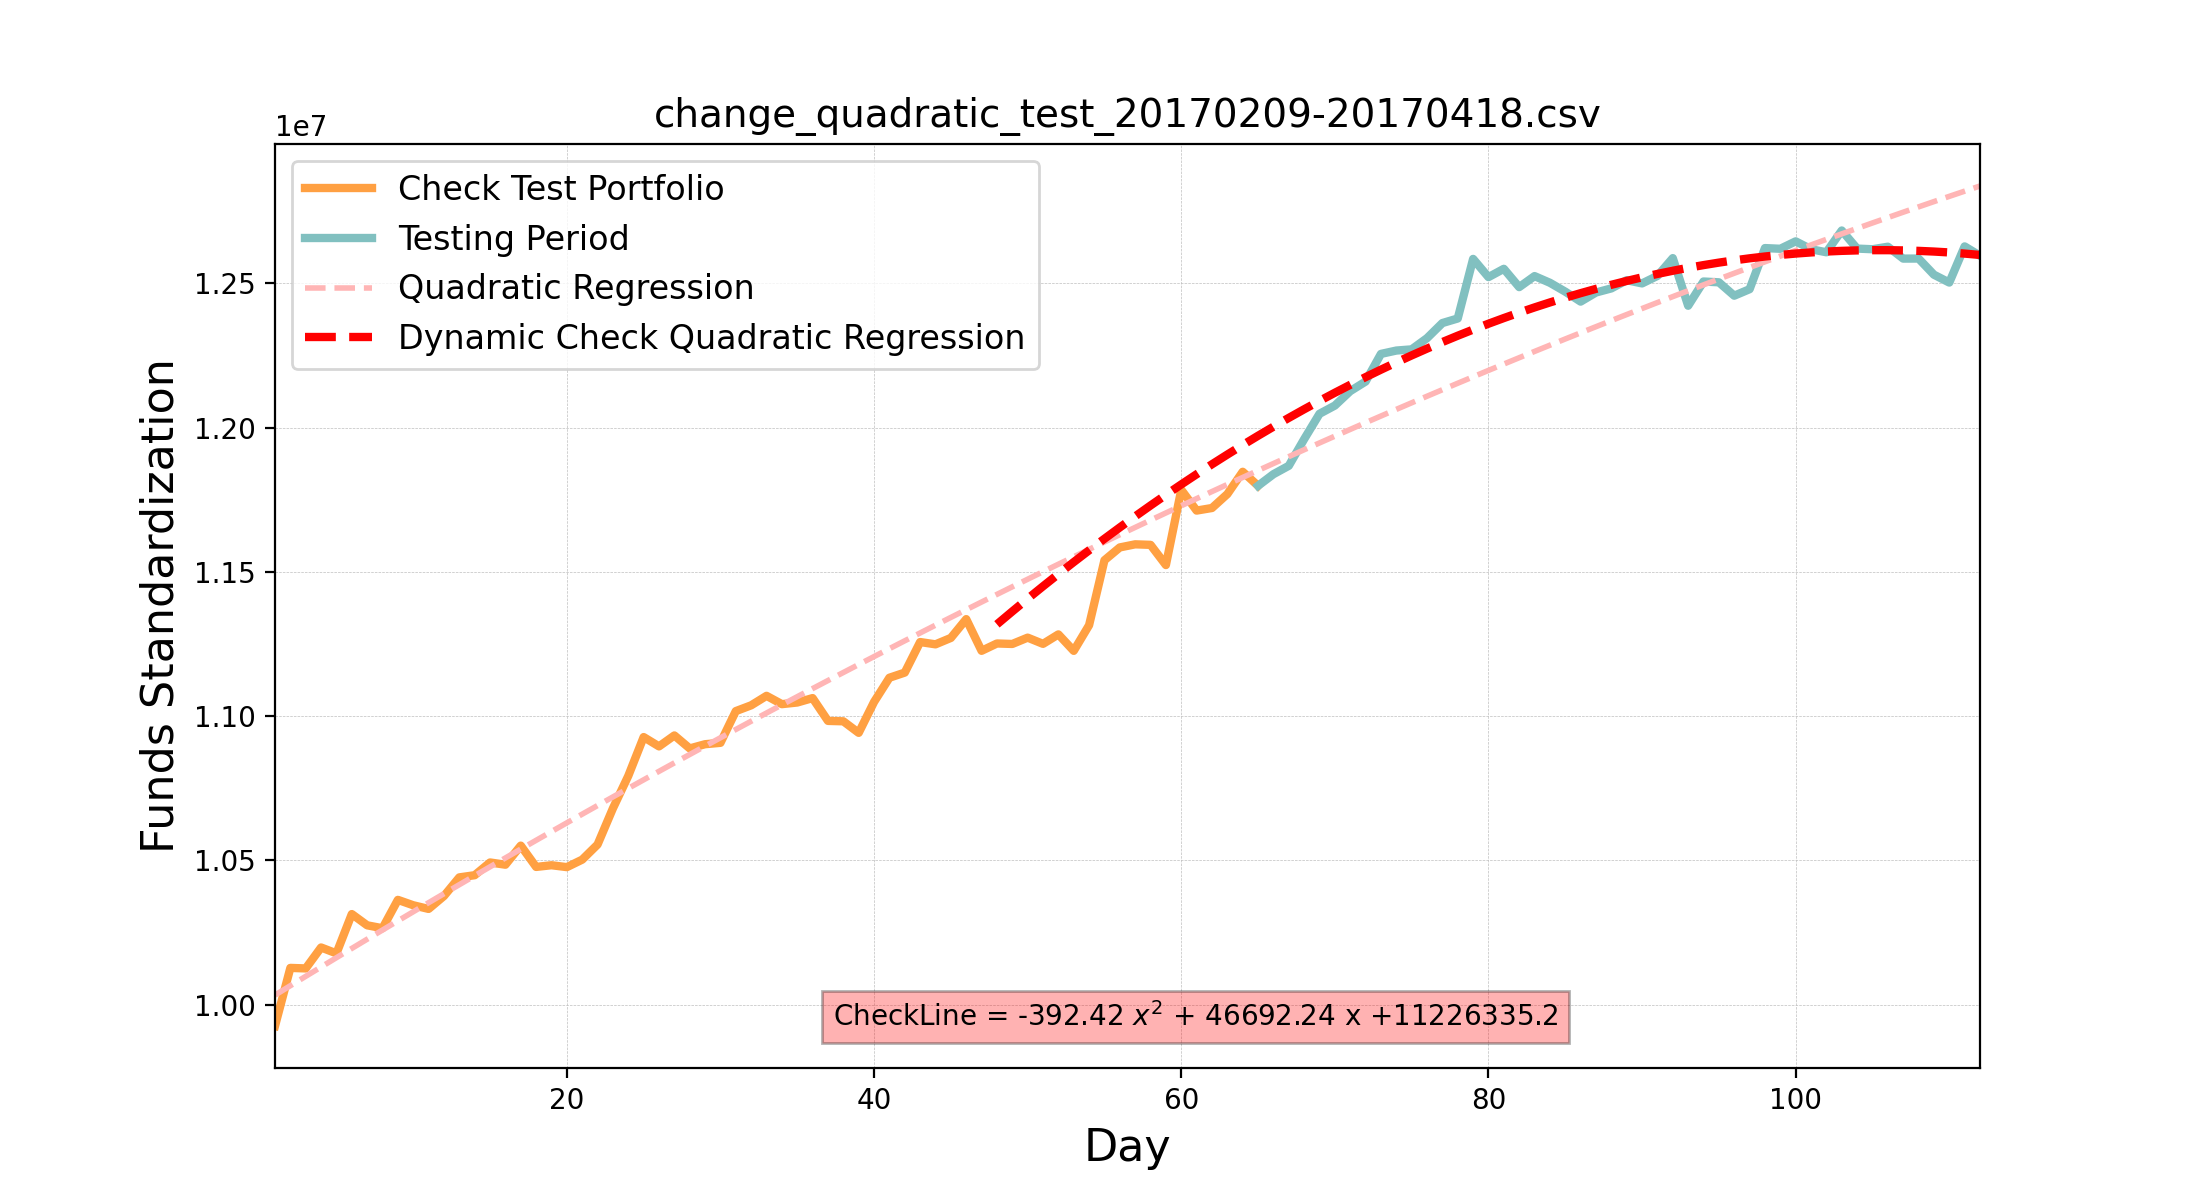 change_quadratic_test_20170209-20170418.csv
1e7
Check Test Portfolio
Testing Period
Quadratic Regression
Dynamic Check Quadratic Regression
Funds Standardization
1.25
1.20
1.15
1.10
1.05
1.00
CheckLine = -392.42 x² + 46692.24 x +11226335.2
20 40 60 80 100
Day